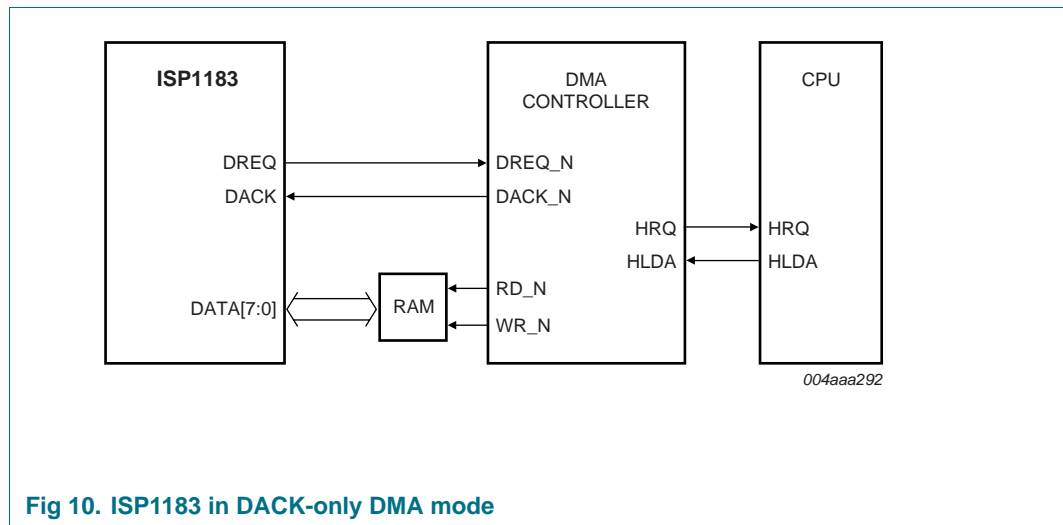 ISP1183
DMA
CONTROLLER
CPU
DREQ
DREQ_N
DACK
DACK_N
HRQ
HRQ
HLDA
HLDA
RD_N
DATA[7:0]
RAM
WR_N
004aaa292
Fig 10. ISP1183 in DACK-only DMA mode